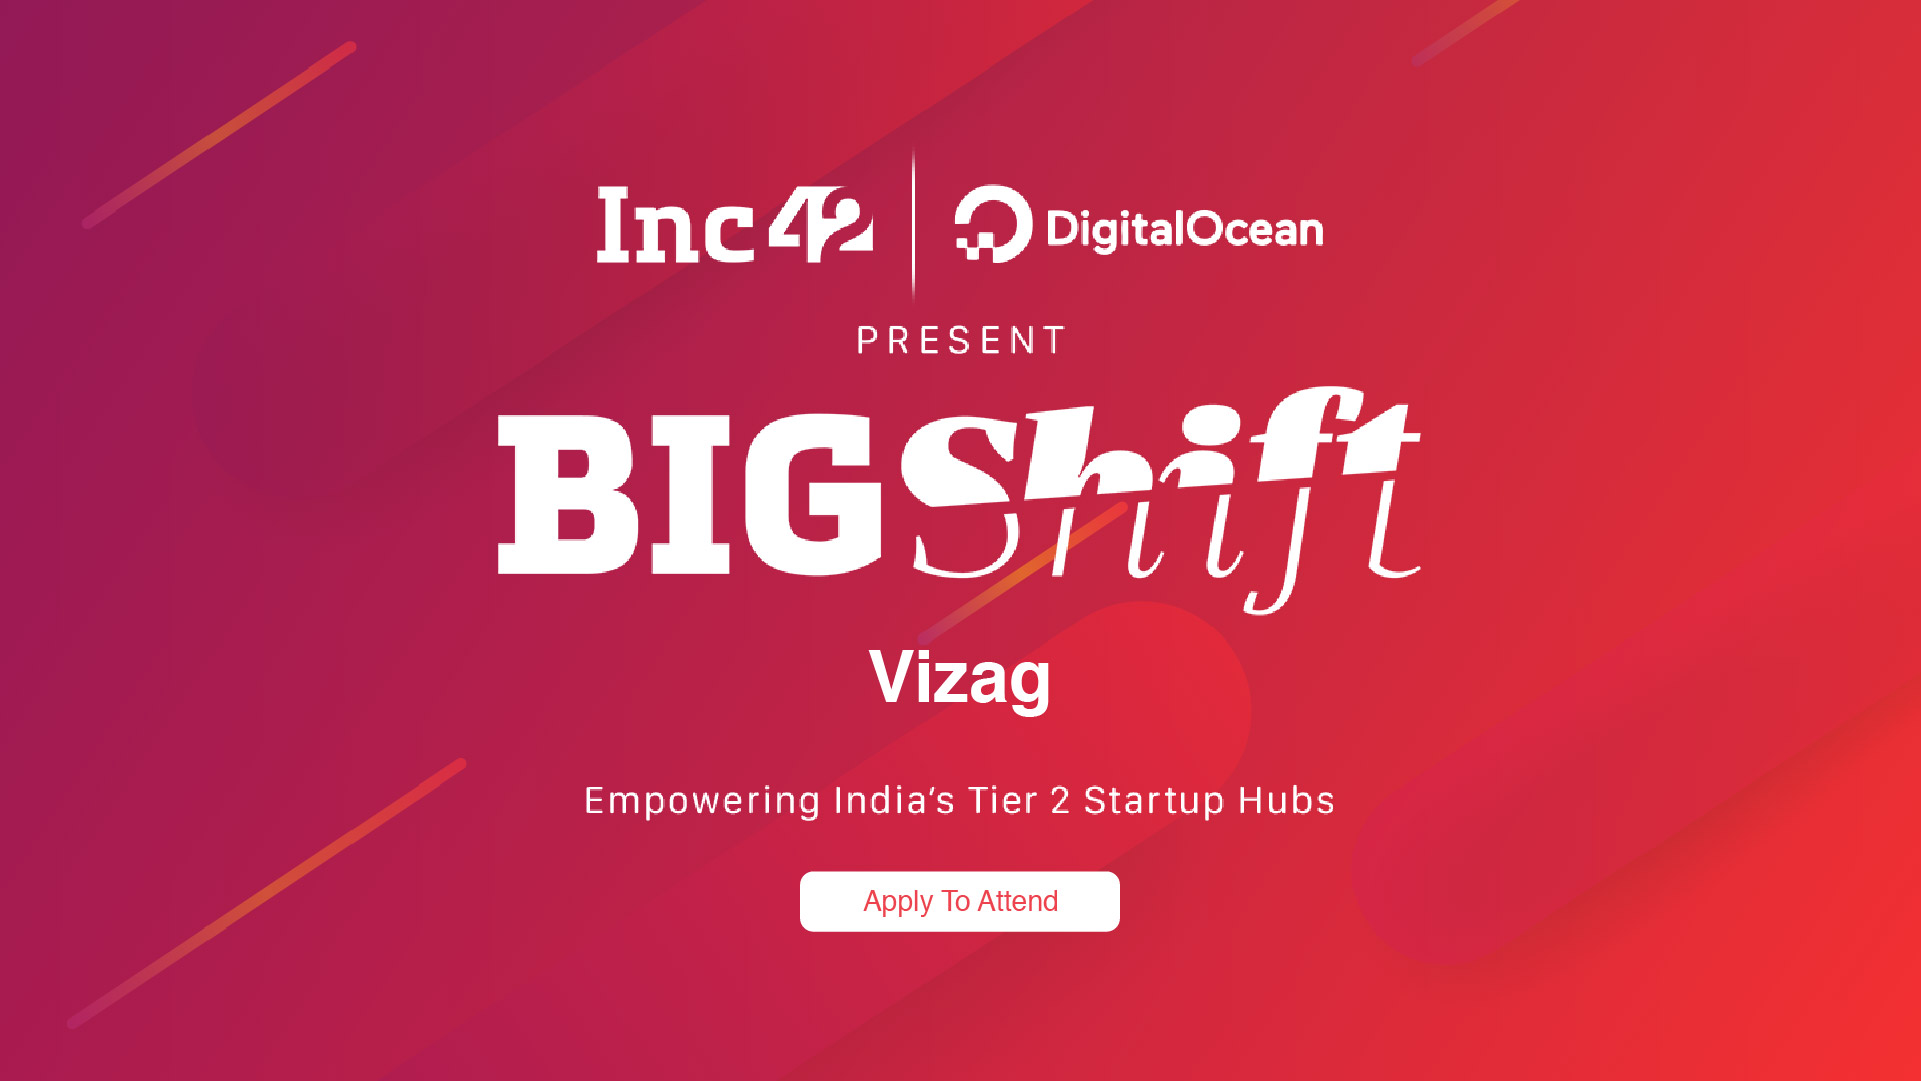 Inc42 | DigitalOcean
PRESENT
BIGShift
Vizag
Empowering India’s Tier 2 Startup Hubs
Apply To Attend